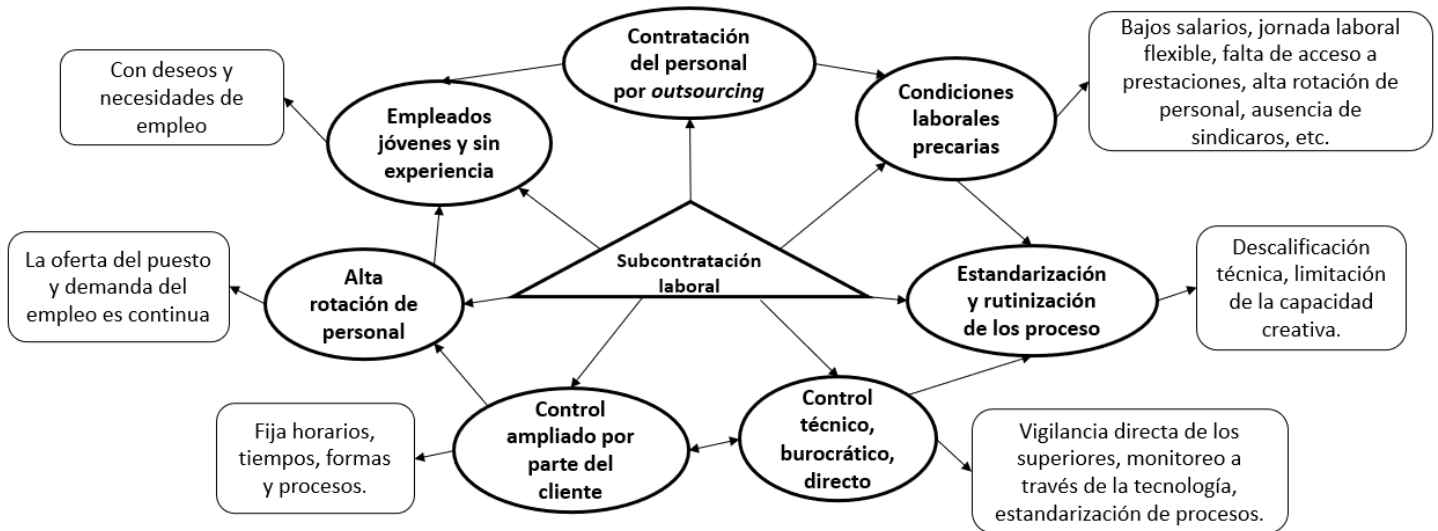 Contratación
del personal
por outsourcing
Bajos salarios, jornada laboral
flexible, falta de acceso a
prestaciones, alta rotación de
personal, ausencia de
sindicaros, etc.
Con deseos y
necesidades de
empleo
Empleados
jóvenes y sin
experiencia
Condiciones
laborales
precarias
La oferta del puesto
y demanda del
empleo es continua
Alta
rotación de
personal
Subcontratación
laboral
Estandarización
y rutinización
de los proceso
Descalificación
técnica, limitación
de la capacidad
creativa.
Fija horarios,
tiempos, formas
y procesos.
Control
ampliado por
parte del
cliente
Control
técnico,
burocrático,
directo
Vigilancia directa de los
superiores, monitoreo a
través de la tecnología,
estandarización de procesos.